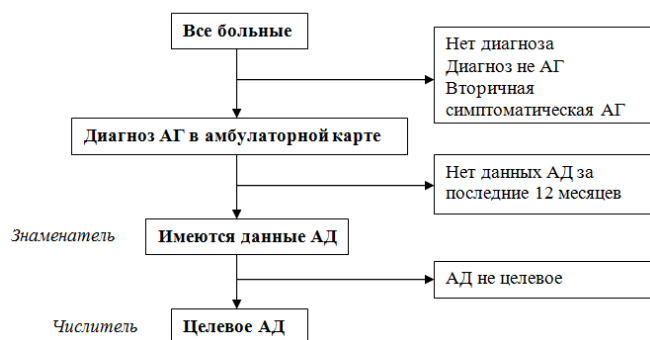 Все больные
Нет диагноза
Диагноз не АГ
Вторичная
симптоматическая АГ
Диагноз АГ в амбулаторной карте
Нет данных АД за
последние 12 месяцев
Знаменатель
Имеются данные АД
АД не целевое
Числитель
Целевое АД